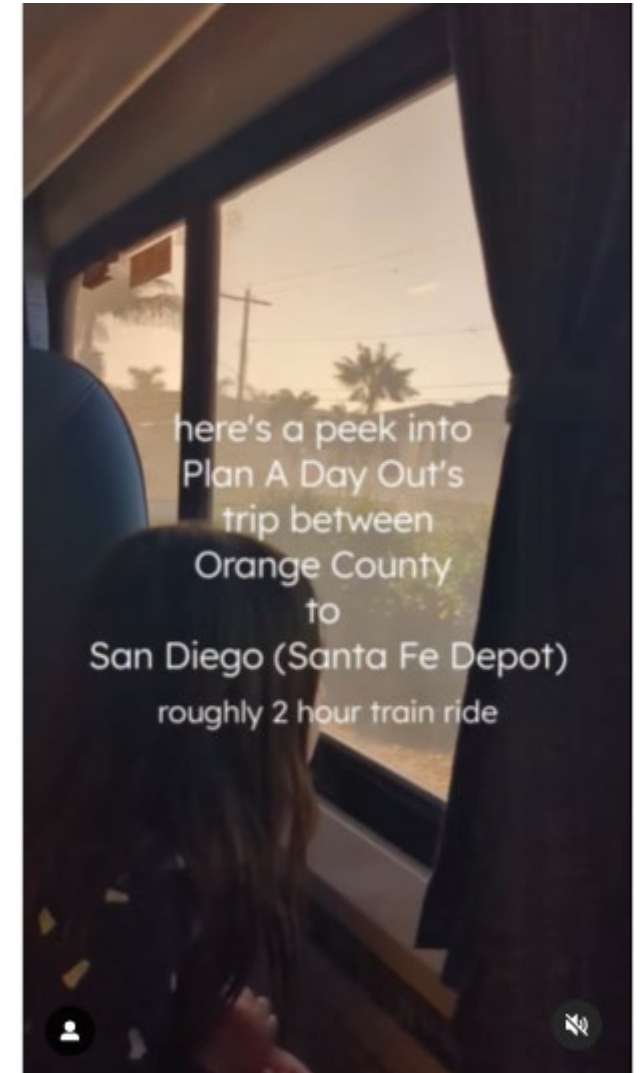 here's a peek into
Plan A Day Out's
trip between
Orange County
to
San Diego (Santa Fe Depot)
roughly 2 hour train ride